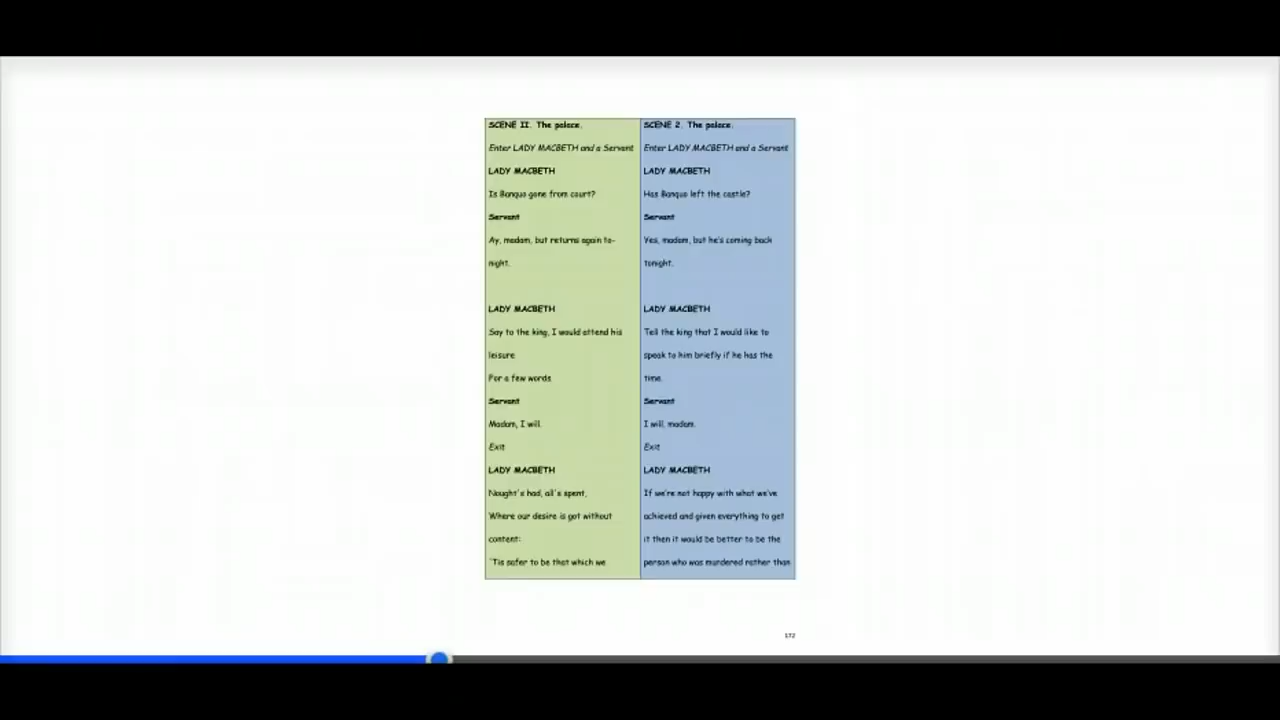 SCENE II. The palace.
Enter LADY MACBETH and a Servant
LADY MACBETH
Is Banquo gone from court?
Servant
Ay, madam, but returns again to-
night.
LADY MACBETH
Say to the king, I would attend his
leisure
For a few words.
Servant
Madam, I will.
Exit
LADY MACBETH
Nought's had, all's spent,
Where our desire is got without
content:
'Tis safer to be that which we
SCENE 2. The palace.
Enter LADY MACBETH and a Servant
LADY MACBETH
Has Banquo left the castle?
Servant
Yes, madam, but he's coming back
tonight.
LADY MACBETH
Tell the king that I would like to
speak to him briefly if he has the
time.
Servant
I will, madam.
Exit
LADY MACBETH
If we're not happy with what we've
achieved and given everything to get
it then it would be better to be the
person who was murdered rather than
172